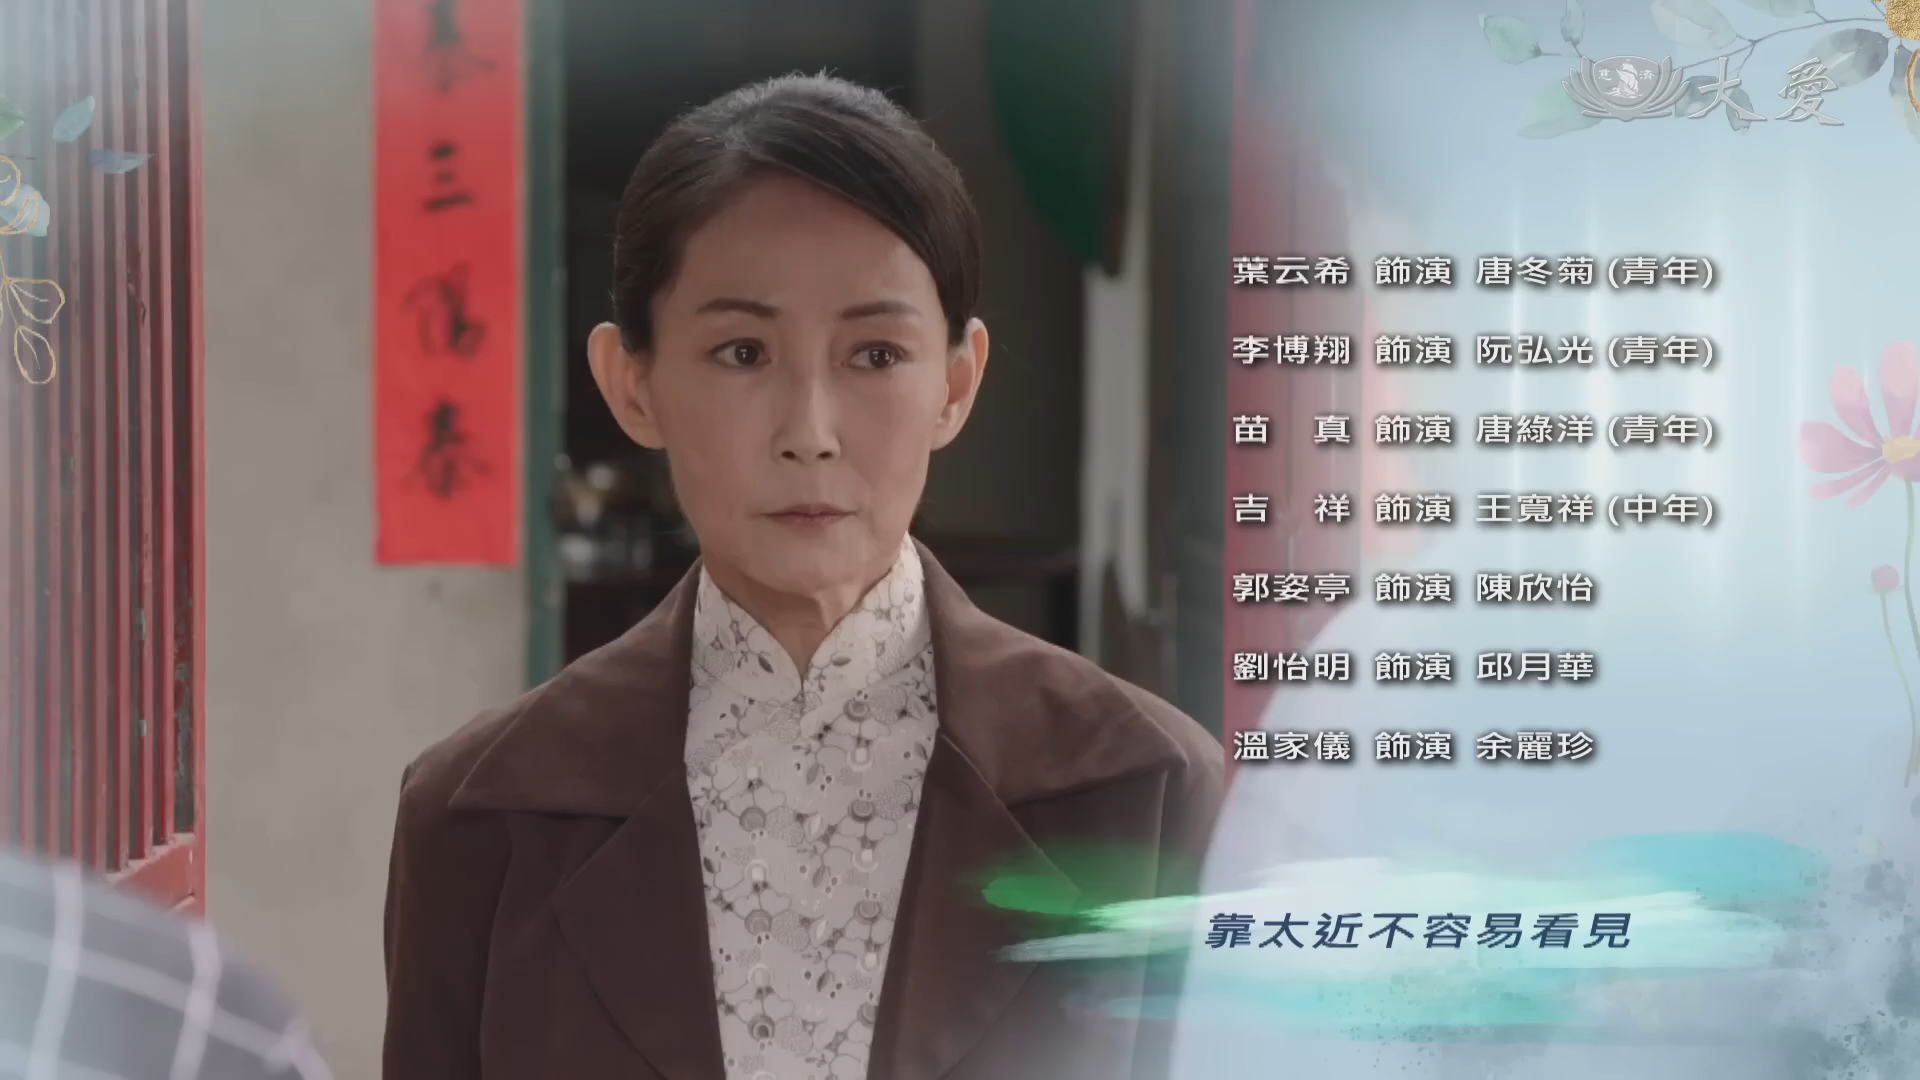 慈濟 大愛
三陽泰
葉云希 飾演 唐冬菊(青年)
李博翔 飾演 阮弘光(青年)
苗 真 飾演 唐綠洋(青年)
吉 祥 飾演 王寬祥(中年)
郭姿亭 飾演 陳欣怡
劉怡明 飾演 邱月華
溫家儀 飾演 余麗珍
靠太近不容易看見